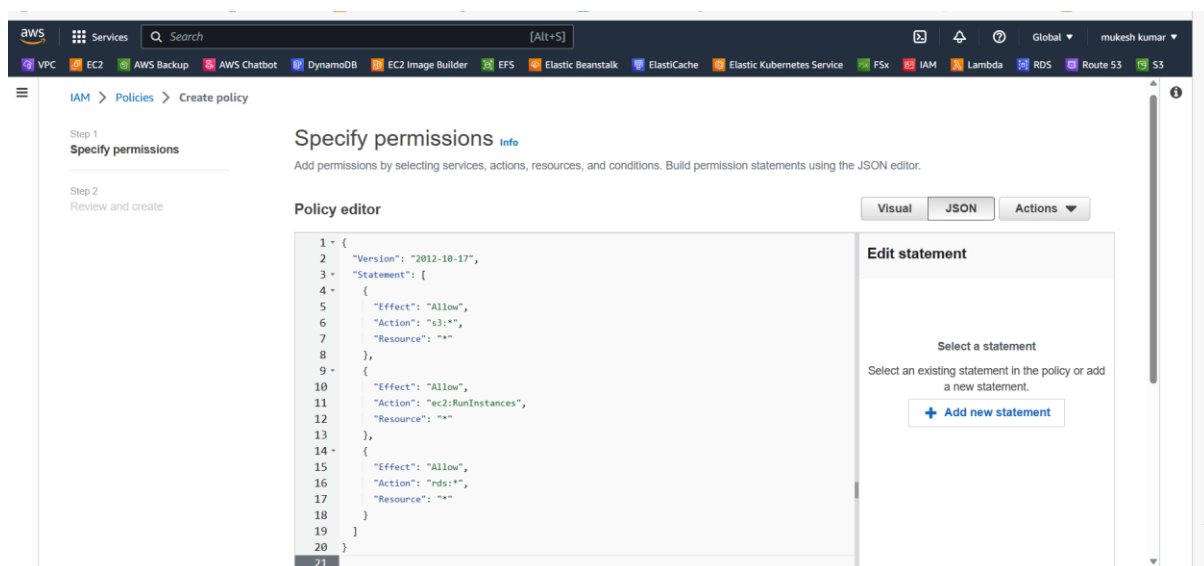 aws
Services
Search
[Alt+S]
Global
mukesh kumar
VPC
EC2
AWS Backup
AWS Chatbot
DynamoDB
EC2 Image Builder
EFS
Elastic Beanstalk
ElastiCache
Elastic Kubernetes Service
FSx
IAM
Lambda
RDS
Route 53
S3
IAM > Policies > Create policy
Step 1
Specify permissions
Step 2
Review and create
Specify permissions Info
Add permissions by selecting services, actions, resources, and conditions. Build permission statements using the JSON editor.
Policy editor
Visual
JSON
Actions
1 {
2 "Version": "2012-10-17",
3 "Statement": [
4 {
5 "Effect": "Allow",
6 "Action": "s3:*",
7 "Resource": "*"
8 },
9 {
10 "Effect": "Allow",
11 "Action": "ec2:RunInstances",
12 "Resource": "*"
13 },
14 {
15 "Effect": "Allow",
16 "Action": "rds:*",
17 "Resource": "*"
18 }
19 ]
20 }
21
Edit statement
Select a statement
Select an existing statement in the policy or add
a new statement.
+ Add new statement